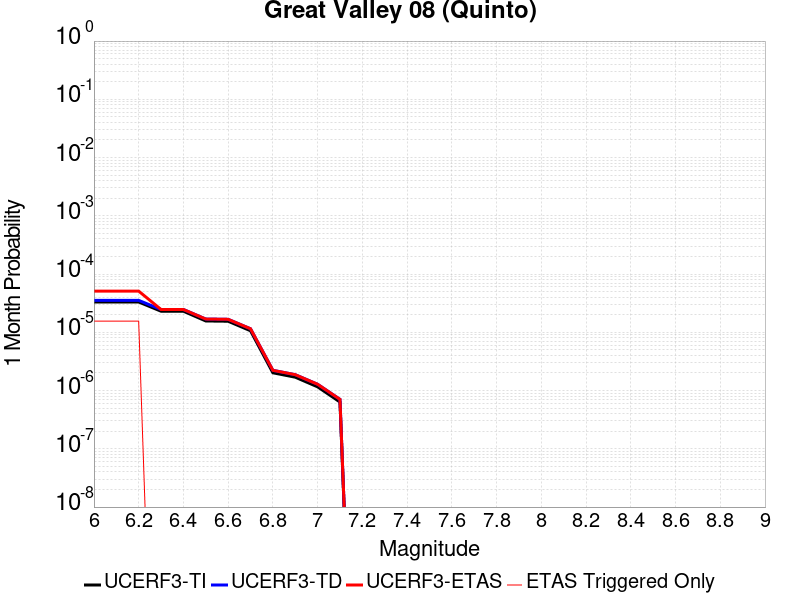 Great Valley 08 (Quinto)
10^0
10^-1
10^-2
10^-3
10^-4
10^-5
10^-6
10^-7
10^-8
1 Month Probability
6 6.2 6.4 6.6 6.8 7 7.2 7.4 7.6 7.8 8 8.2 8.4 8.6 8.8 9
Magnitude
UCERF3-TI UCERF3-TD UCERF3-ETAS ETAS Triggered Only